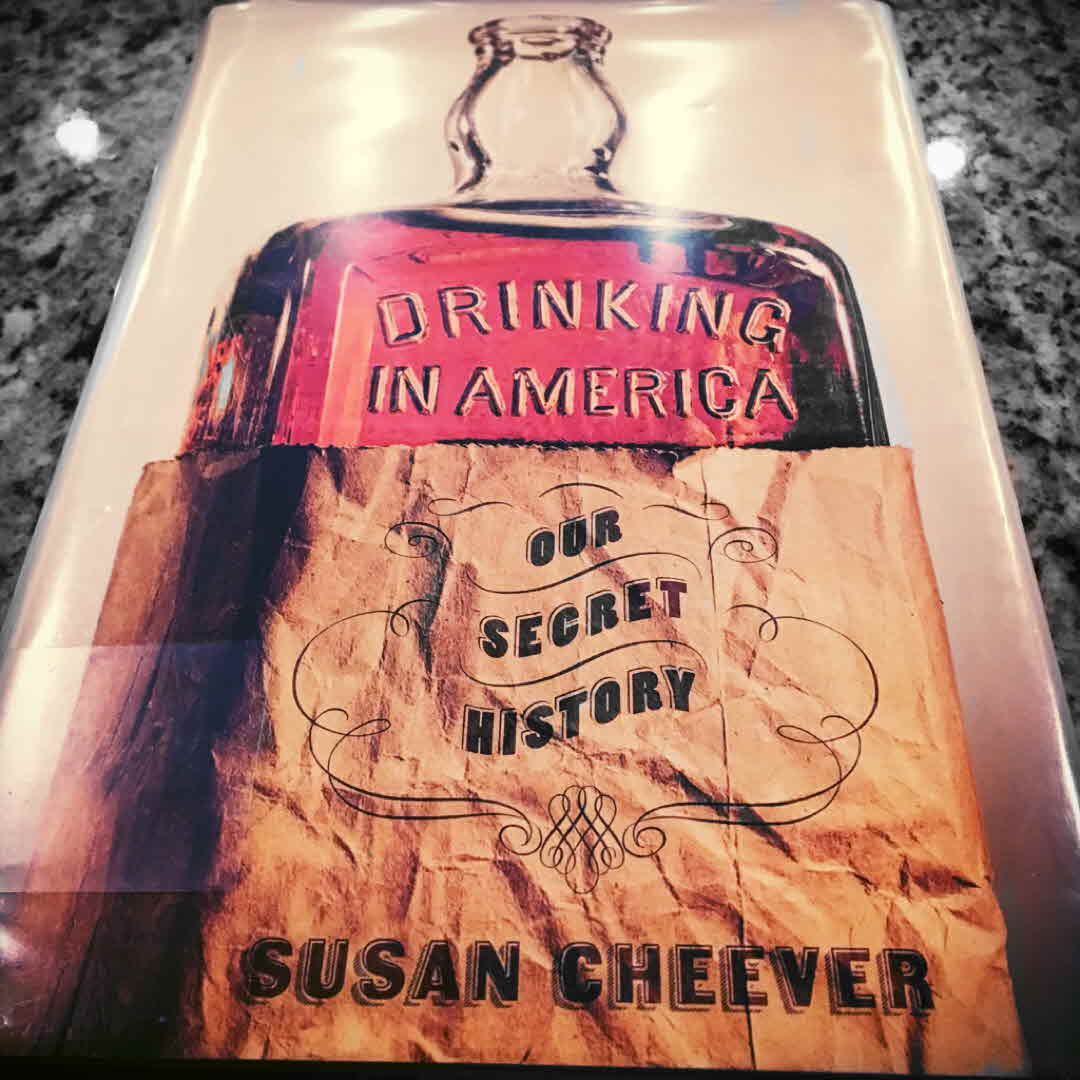 DRINKING
IN AMERICA
OUR
SECRET
HISTORY
SUSAN CHEEVER